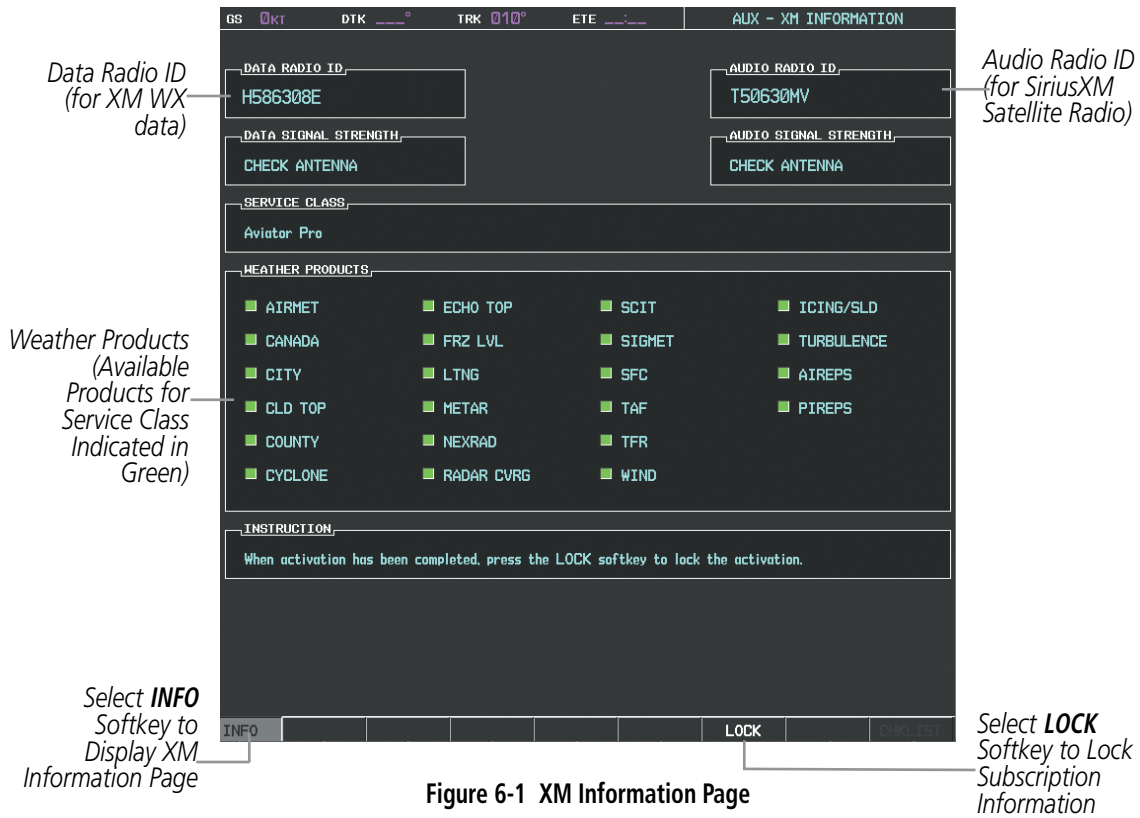 GS 0KT DTK ___° TRK 010° ETE __:__ AUX - XM INFORMATION
Data Radio ID
(for XM WX
data)
DATA RADIO ID
H586308E
AUDIO RADIO ID
T50630MV
Audio Radio ID
(for SiriusXM
Satellite Radio)
DATA SIGNAL STRENGTH
CHECK ANTENNA
AUDIO SIGNAL STRENGTH
CHECK ANTENNA
SERVICE CLASS
Aviator Pro
WEATHER PRODUCTS
AIRMET ECHO TOP SCIT ICING/SLD
CANADA FRZ LVL SIGMET TURBULENCE
CITY LTNG SFC AIREPS
CLD TOP METAR TAF PIREPS
COUNTY NEXRAD TFR
CYCLONE RADAR CVRG WIND
Weather Products
(Available
Products for
Service Class
Indicated in
Green)
INSTRUCTION
When activation has been completed, press the LOCK softkey to lock the activation.
INFO LOCK CHKLIST
Select INFO
Softkey to
Display XM
Information Page
Select LOCK
Softkey to Lock
Subscription
Information
Figure 6-1 XM Information Page